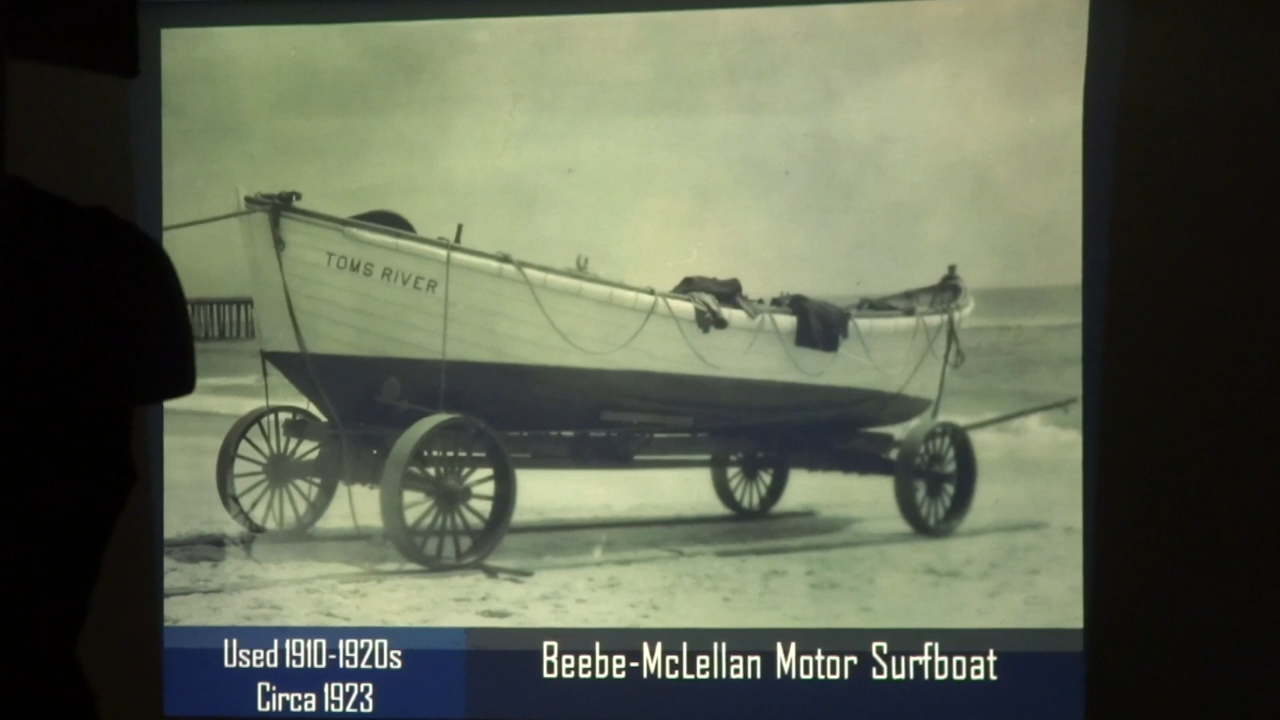 TOMS RIVER
Used 1910-1920s
Circa 1923
Beebe-McLellan Motor Surfboat